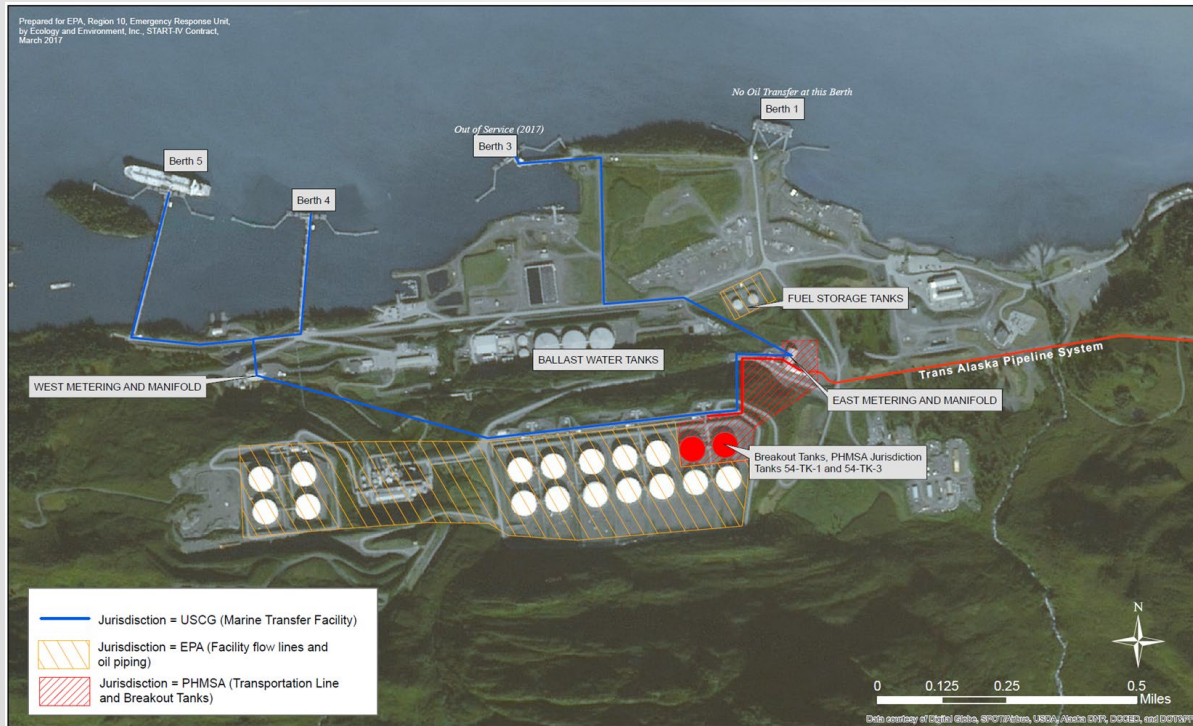 Prepared for EPA, Region 10, Emergency Response Unit,
by Ecology and Environment, Inc., START-IV Contract,
March 2017
No Oil Transfer at this Berth
Berth 1
Out of Service (2017)
Berth 3
Berth 5
Berth 4
FUEL STORAGE TANKS
BALLAST WATER TANKS
Trans Alaska Pipeline System
WEST METERING AND MANIFOLD
EAST METERING AND MANIFOLD
Breakout Tanks, PHMSA Jurisdiction
Tanks 54-TK-1 and 54-TK-3
Jurisdiction = USCG (Marine Transfer Facility)
Jurisdiction = EPA (Facility flow lines and
oil piping)
Jurisdiction = PHMSA (Transportation Line
and Breakout Tanks)
N
0 0.125 0.25 0.5
Miles
Data courtesy of Digital Globe, SPOT/Airbus, USDA, Alaska DNR, DCCED, and